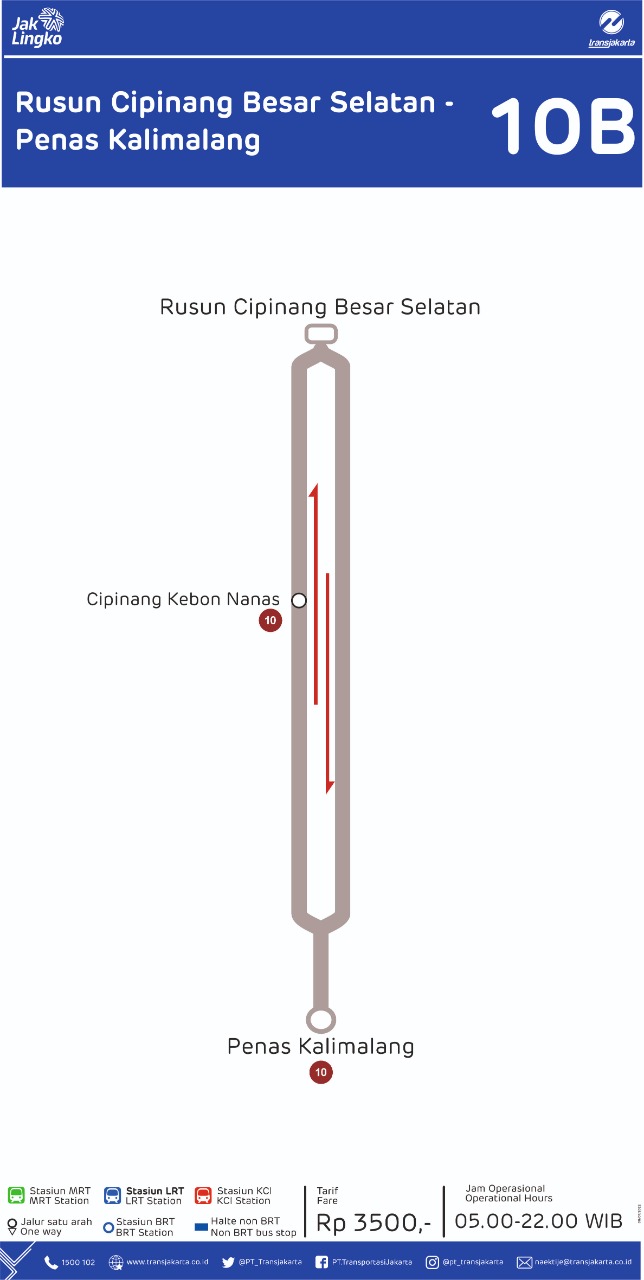 Jak
Lingko
transjakarta
Rusun Cipinang Besar Selatan -
Penas Kalimalang
10B
Rusun Cipinang Besar Selatan
Cipinang Kebon Nanas
10
Penas Kalimalang
10
Stasiun MRT
MRT Station
Stasiun LRT
LRT Station
Stasiun KCI
KCI Station
Jalur satu arah
One way
Stasiun BRT
BRT Station
Halte non BRT
Non BRT bus stop
Tarif
Fare
Rp 3500,-
Jam Operasional
Operational Hours
05.00-22.00 WIB
1500 102
www.transjakarta.co.id
@PT_Transjakarta
PT.TransportasiJakarta
@pt_transjakarta
naektije@transjakarta.co.id